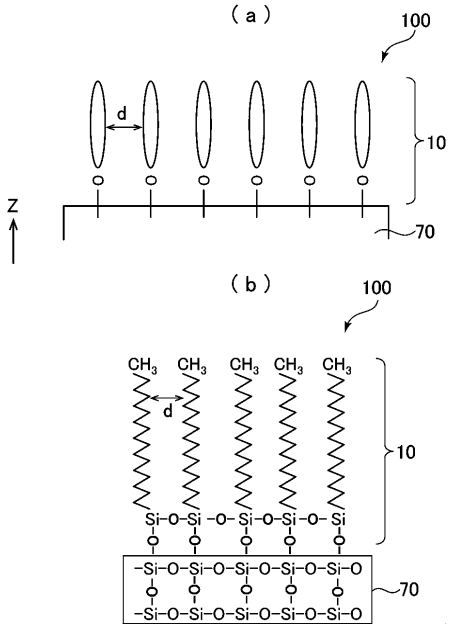 (a)
100
d
10
O O O O O O
Z
70
(b)
100
CH3 CH3 CH3 CH3 CH3
d
10
Si-O-Si-O-Si-O-Si-O-Si
O O O O O
-Si-O-Si-O-Si-O-Si-O-Si-O
O O O O O
70
-Si-O-Si-O-Si-O-Si-O-Si-O